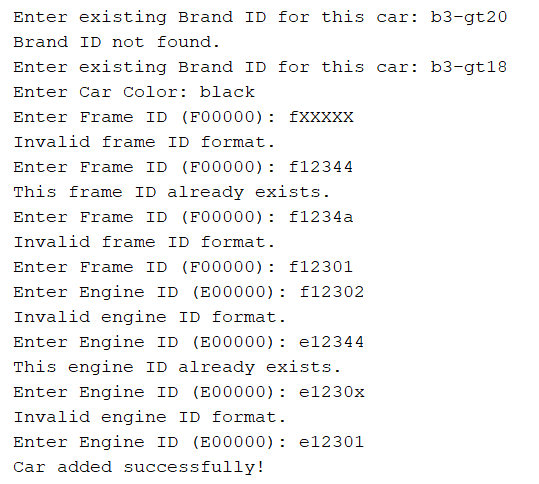 Enter existing Brand ID for this car: b3-gt20
Brand ID not found.
Enter existing Brand ID for this car: b3-gt18
Enter Car Color: black
Enter Frame ID (F00000): fXXXXX
Invalid frame ID format.
Enter Frame ID (F00000): f12344
This frame ID already exists.
Enter Frame ID (F00000): f1234a
Invalid frame ID format.
Enter Frame ID (F00000): f12301
Enter Engine ID (E00000): f12302
Invalid engine ID format.
Enter Engine ID (E00000): e12344
This engine ID already exists.
Enter Engine ID (E00000): e1230x
Invalid engine ID format.
Enter Engine ID (E00000): e12301
Car added successfully!